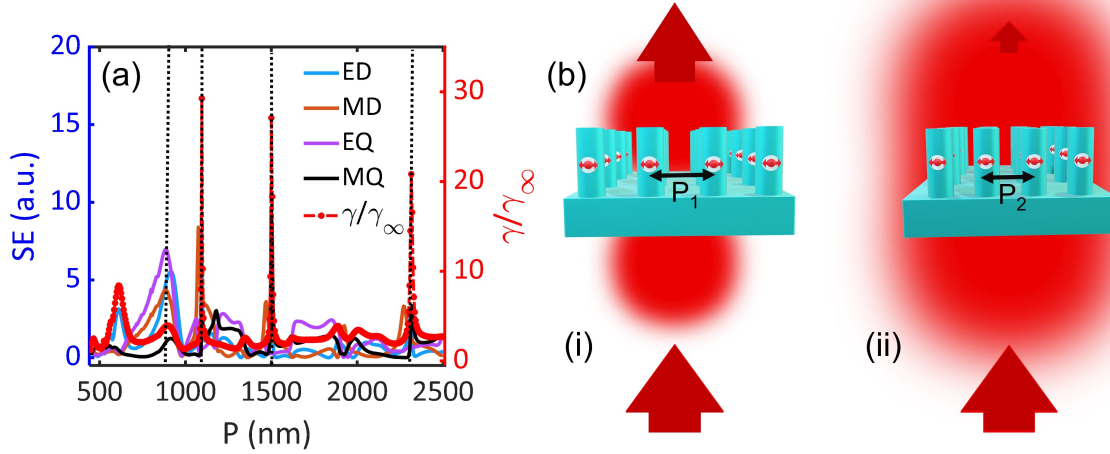 (a)
20
15
10
5
0
SE (a.u.)
500 1000 1500 2000 2500
P (nm)
ED
MD
EQ
MQ
γ/γ∞
30
20
10
0
γ/γ∞
(b)
P1
(i)
P2
(ii)